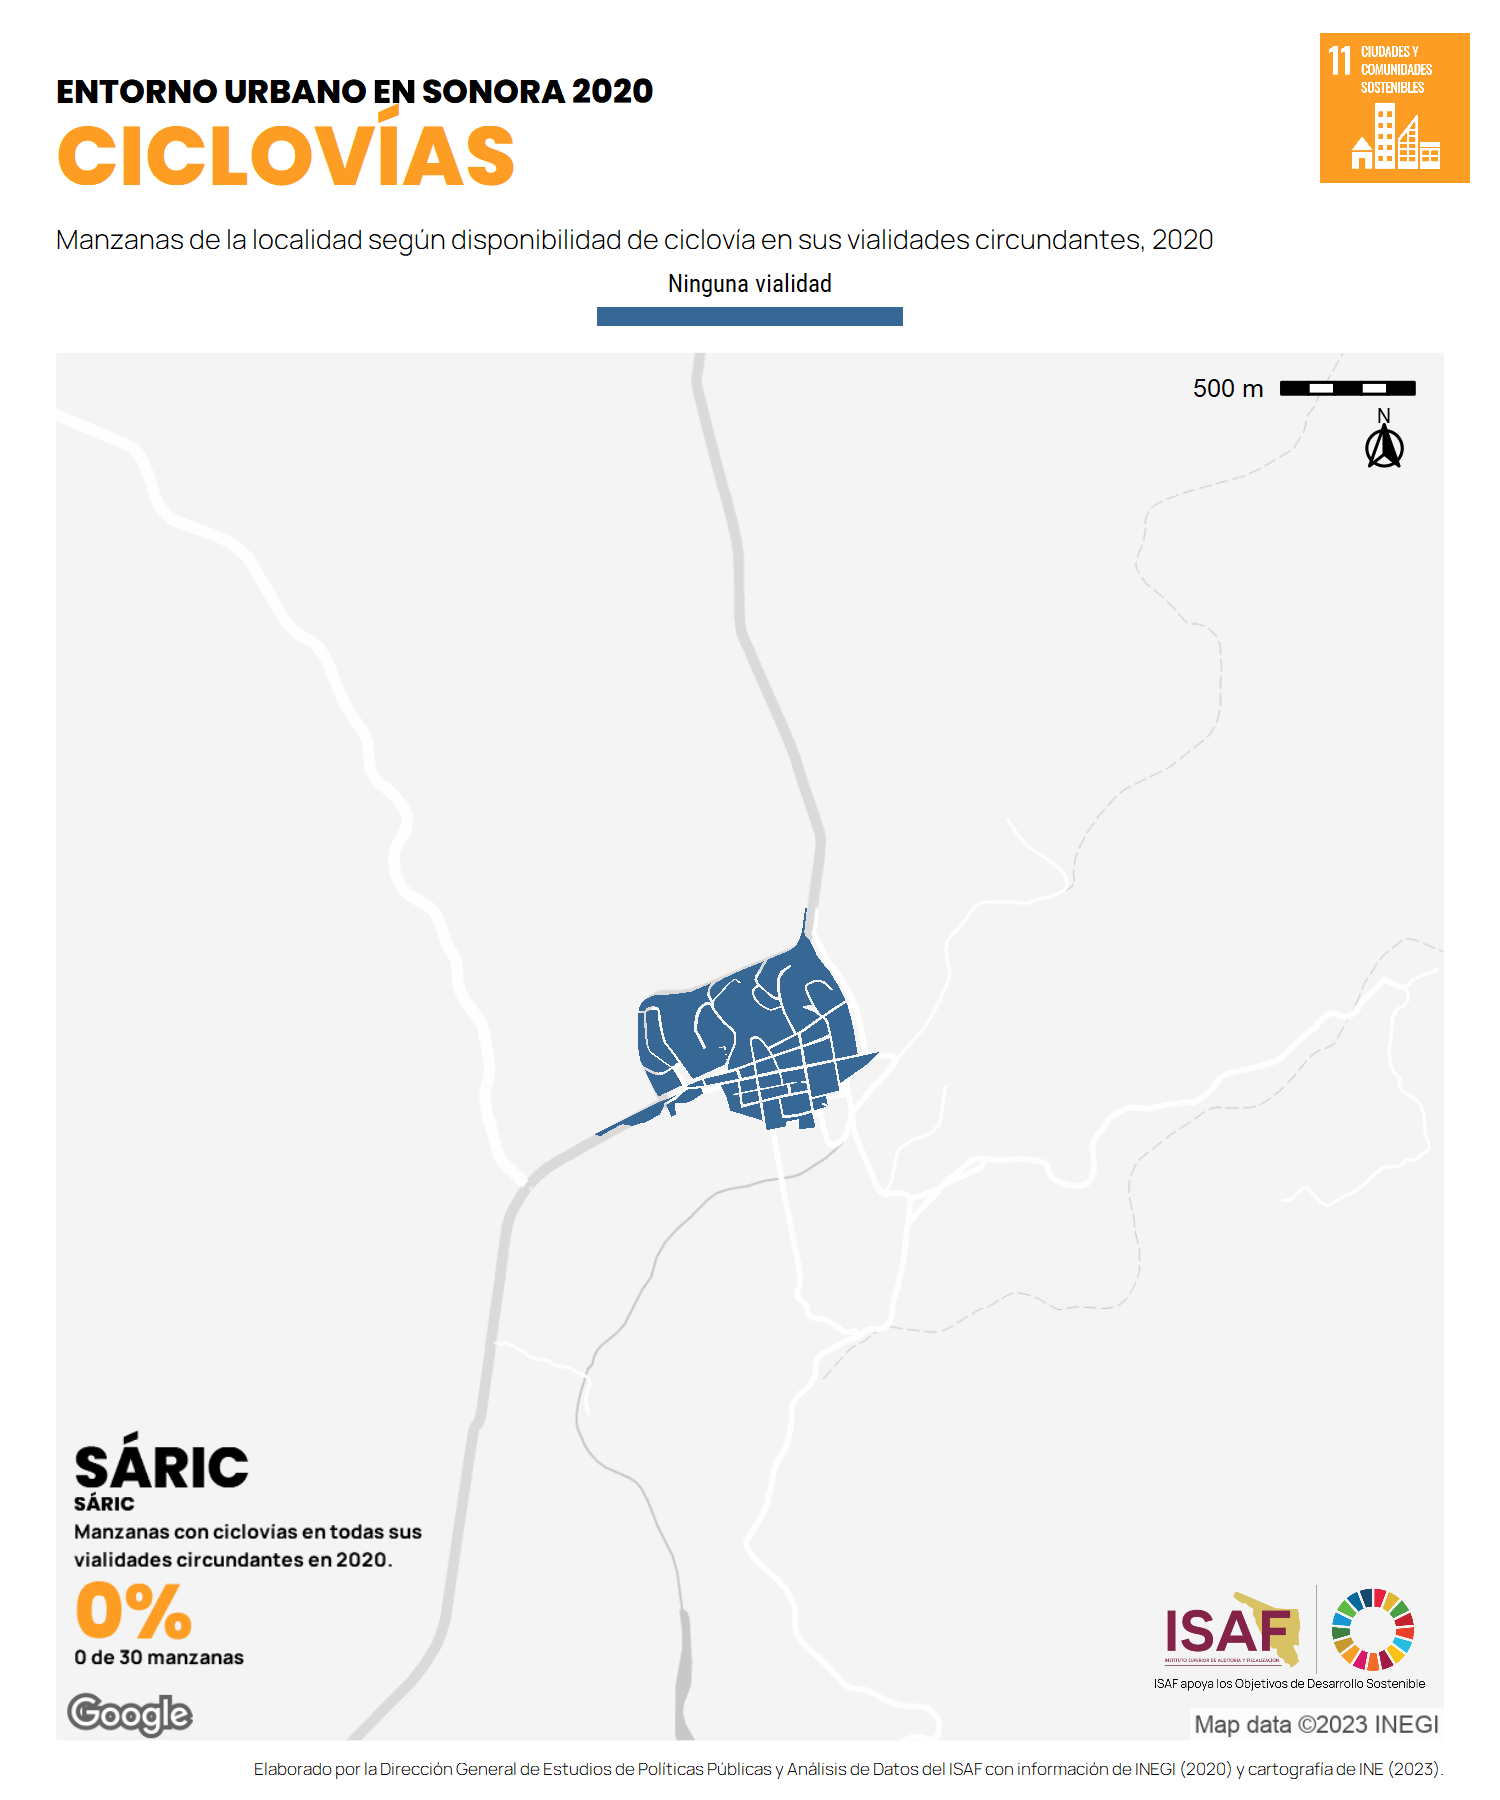 11 CIUDADES Y
COMUNIDADES
SOSTENIBLES
ENTORNO URBANO EN SONORA 2020
CICLOVÍAS
Manzanas de la localidad según disponibilidad de ciclovía en sus vialidades circundantes, 2020
Ninguna vialidad
500 m
N
SÁRIC
SÁRIC
Manzanas con ciclovias en todas sus
vialidades circundantes en 2020.
0%
0 de 30 manzanas
Google
ISAF
INSTITUTO SUPERIOR DE AUDITORÍA Y FISCALIZACIÓN
ISAF apoya los Objetivos de Desarrollo Sostenible
Map data ©2023 INEGI
Elaborado por la Dirección General de Estudios de Políticas Públicas y Análisis de Datos del ISAF con información de INEGI (2020) y cartografía de INE (2023).